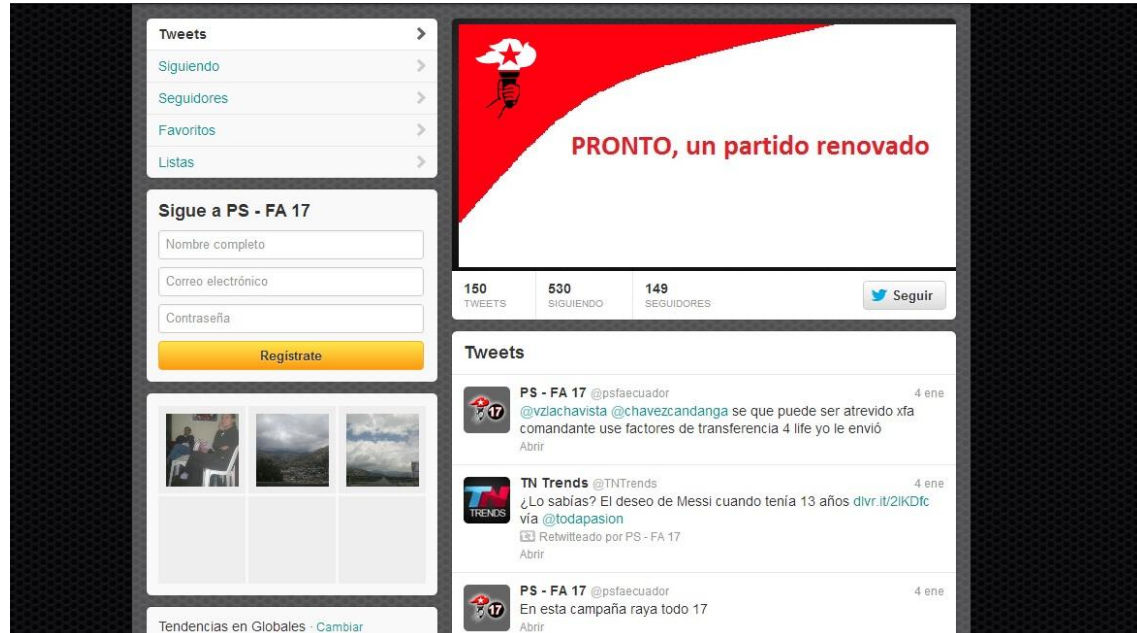 Tweets
Siguiendo
Seguidores
Favoritos
Listas
Sigue a PS - FA 17
Nombre completo
Correo electrónico
Contraseña
Regístrate
Tendencias en Globales · Cambiar
PRONTO, un partido renovado
150 530 149
TWEETS SIGUIENDO SEGUIDORES
Seguir
Tweets
PS - FA 17 @psfaecuador 4 ene
17
@vzlachavista @chavezcandanga se que puede ser atrevido xfa
comandante use factores de transferencia 4 life yo le envió
Abrir
TN Trends @TNTrends 4 ene
TN
TRENDS
¿Lo sabías? El deseo de Messi cuando tenía 13 años dlvr.it/2lKDfc
vía @todapasion
Retwitteado por PS - FA 17
Abrir
PS - FA 17 @psfaecuador 4 ene
17
En esta campaña raya todo 17
Abrir